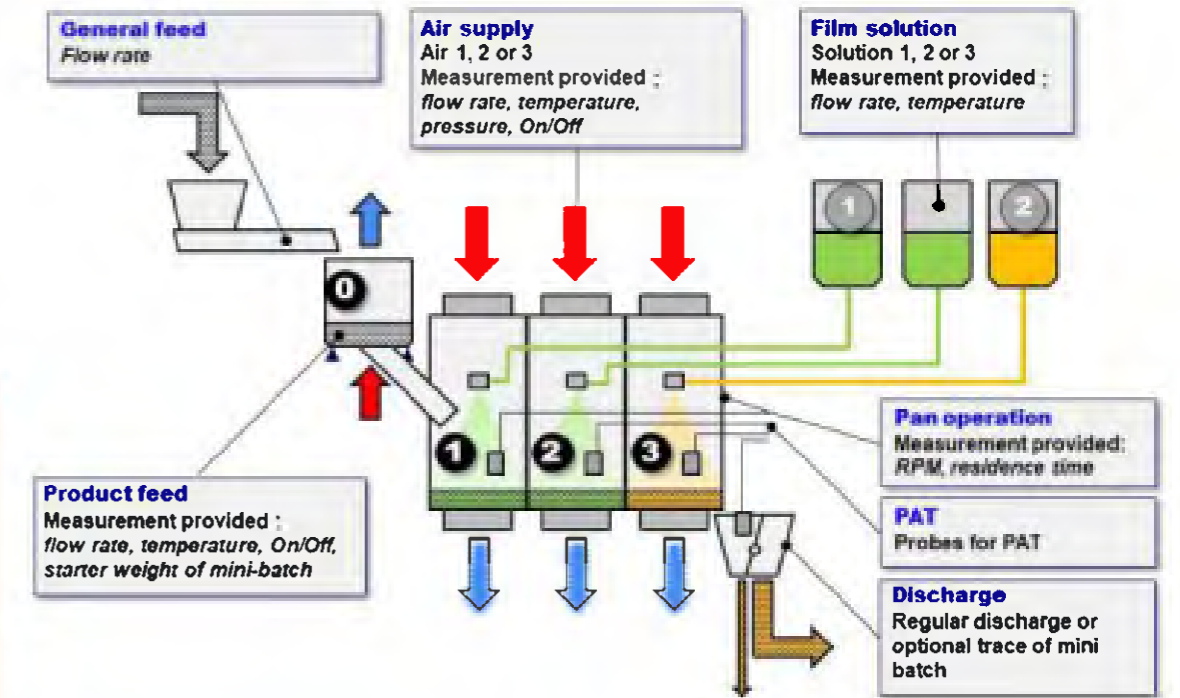 General feed
Flow rate
Air supply
Air 1, 2 or 3
Measurement provided :
flow rate, temperature,
pressure, On/Off
Film solution
Solution 1, 2 or 3
Measurement provided :
flow rate, temperature
1
2
0
1
2
3
Pan operation
Measurement provided:
RPM, residence time
Product feed
Measurement provided :
flow rate, temperature, On/Off,
starter weight of mini-batch
PAT
Probes for PAT
Discharge
Regular discharge or
optional trace of mini
batch